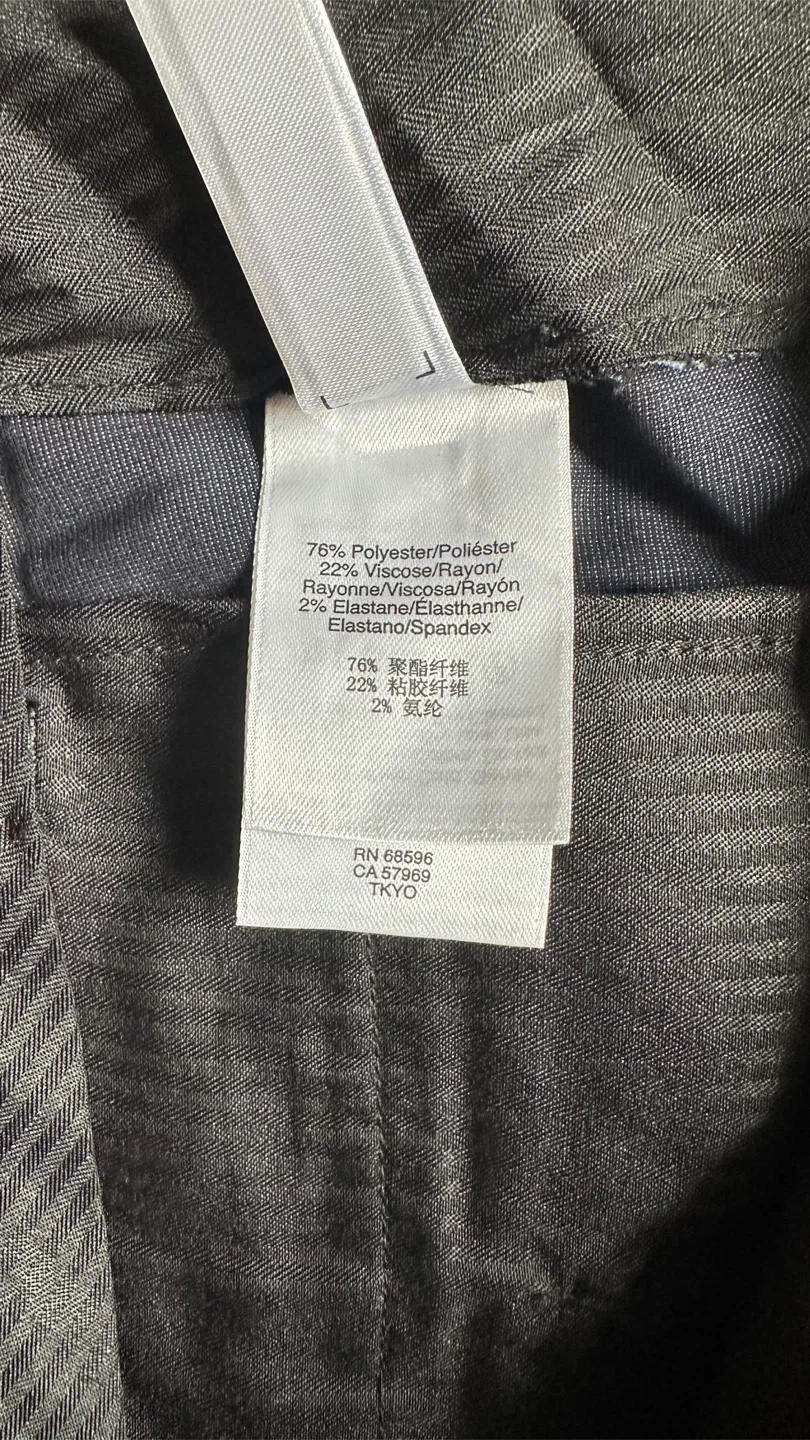 76% Polyester/Poliéster
22% Viscose/Rayon/
Rayonne/Viscosa/Rayón
2% Elastane/Élasthanne/
Elastano/Spandex
76% 聚酯纤维
22% 粘胶纤维
2% 氨纶
RN 68596
CA 57969
TKYO